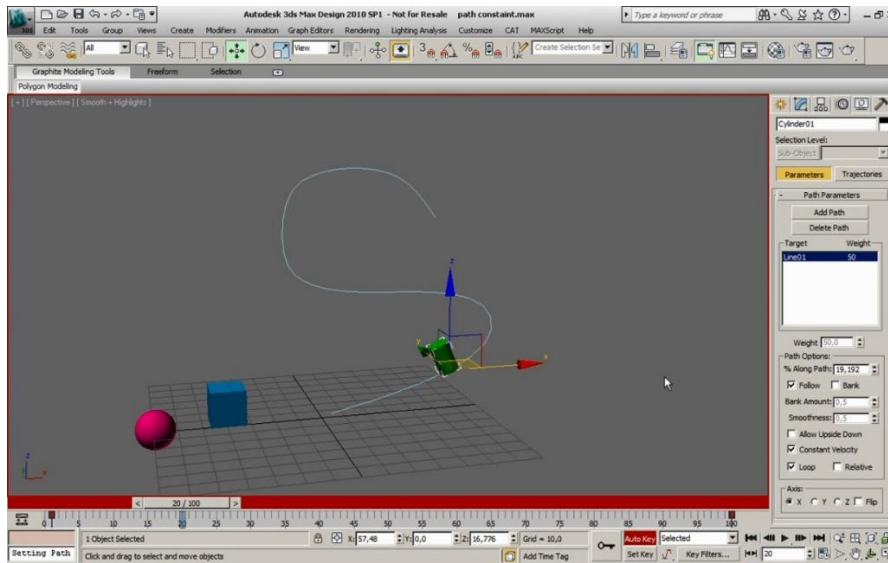 Autodesk 3ds Max Design 2010 SP1 - Not for Resale path constaint.max
Type a keyword or phrase
Edit Tools Group Views Create Modifiers Animation Graph Editors Rendering Lighting Analysis Customize CAT MAXScript Help
All
View
3
Create Selection Se
Graphite Modeling Tools Freeform Selection
Polygon Modeling
[ + ] [ Perspective ] [ Smooth + Highlights ]
Cylinder01
Selection Level:
Sub-Object
Parameters Trajectories
- Path Parameters
Add Path
Delete Path
Target Weight
Line01 50
Weight 50,0
Path Options:
% Along Path: 19,192
Follow Bank
Bank Amount: 0,5
Smoothness: 0,5
Allow Upside Down
Constant Velocity
Loop Relative
Axis:
X Y Z Flip
z
y
x
z
x
< 20 / 100 >
0 5 10 15 20 25 30 35 40 45 50 55 60 65 70 75 80 85 90 95 100
1 Object Selected
X: 57,48 Y: 0,0 Z: 16,776 Grid = 10,0
Auto Key Selected
Setting Path
Click and drag to select and move objects
Add Time Tag
Set Key Key Filters... 20